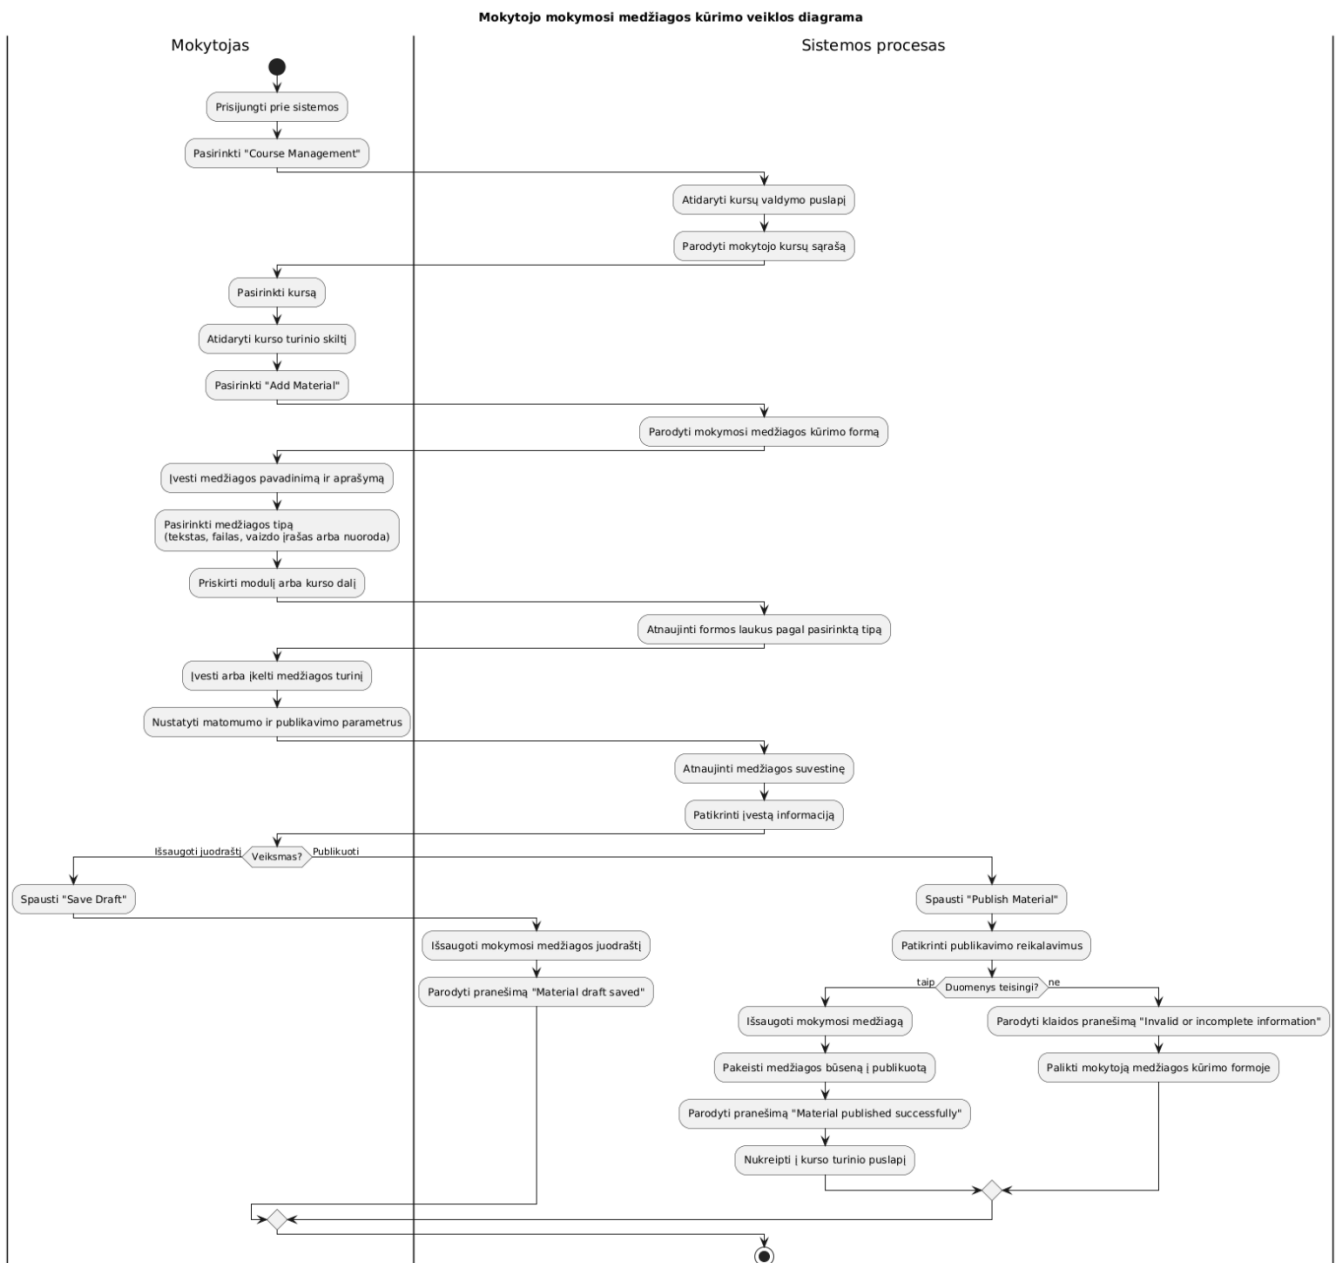 Mokytojo mokymosi medžiagos kūrimo veiklos diagrama
Mokytojas
Sistemos procesas
Prisijungti prie sistemos
Pasirinkti "Course Management"
Atidaryti kursų valdymo puslapį
Parodyti mokytojo kursų sąrašą
Pasirinkti kursą
Atidaryti kurso turinio skiltį
Pasirinkti "Add Material"
Parodyti mokymosi medžiagos kūrimo formą
Įvesti medžiagos pavadinimą ir aprašymą
Pasirinkti medžiagos tipą
(tekstas, failas, vaizdo įrašas arba nuoroda)
Priskirti modulį arba kurso dalį
Atnaujinti formos laukus pagal pasirinktą tipą
Įvesti arba įkelti medžiagos turinį
Nustatyti matomumo ir publikavimo parametrus
Atnaujinti medžiagos suvestinę
Patikrinti įvestą informaciją
Išsaugoti juodraštį
Veiksmas?
Publikuoti
Spausti "Save Draft"
Spausti "Publish Material"
Išsaugoti mokymosi medžiagos juodraštį
Patikrinti publikavimo reikalavimus
Parodyti pranešimą "Material draft saved"
taip
Duomenys teisingi?
ne
Išsaugoti mokymosi medžiagą
Parodyti klaidos pranešimą "Invalid or incomplete information"
Pakeisti medžiagos būseną į publikuotą
Palikti mokytoją medžiagos kūrimo formoje
Parodyti pranešimą "Material published successfully"
Nukreipti į kurso turinio puslapį